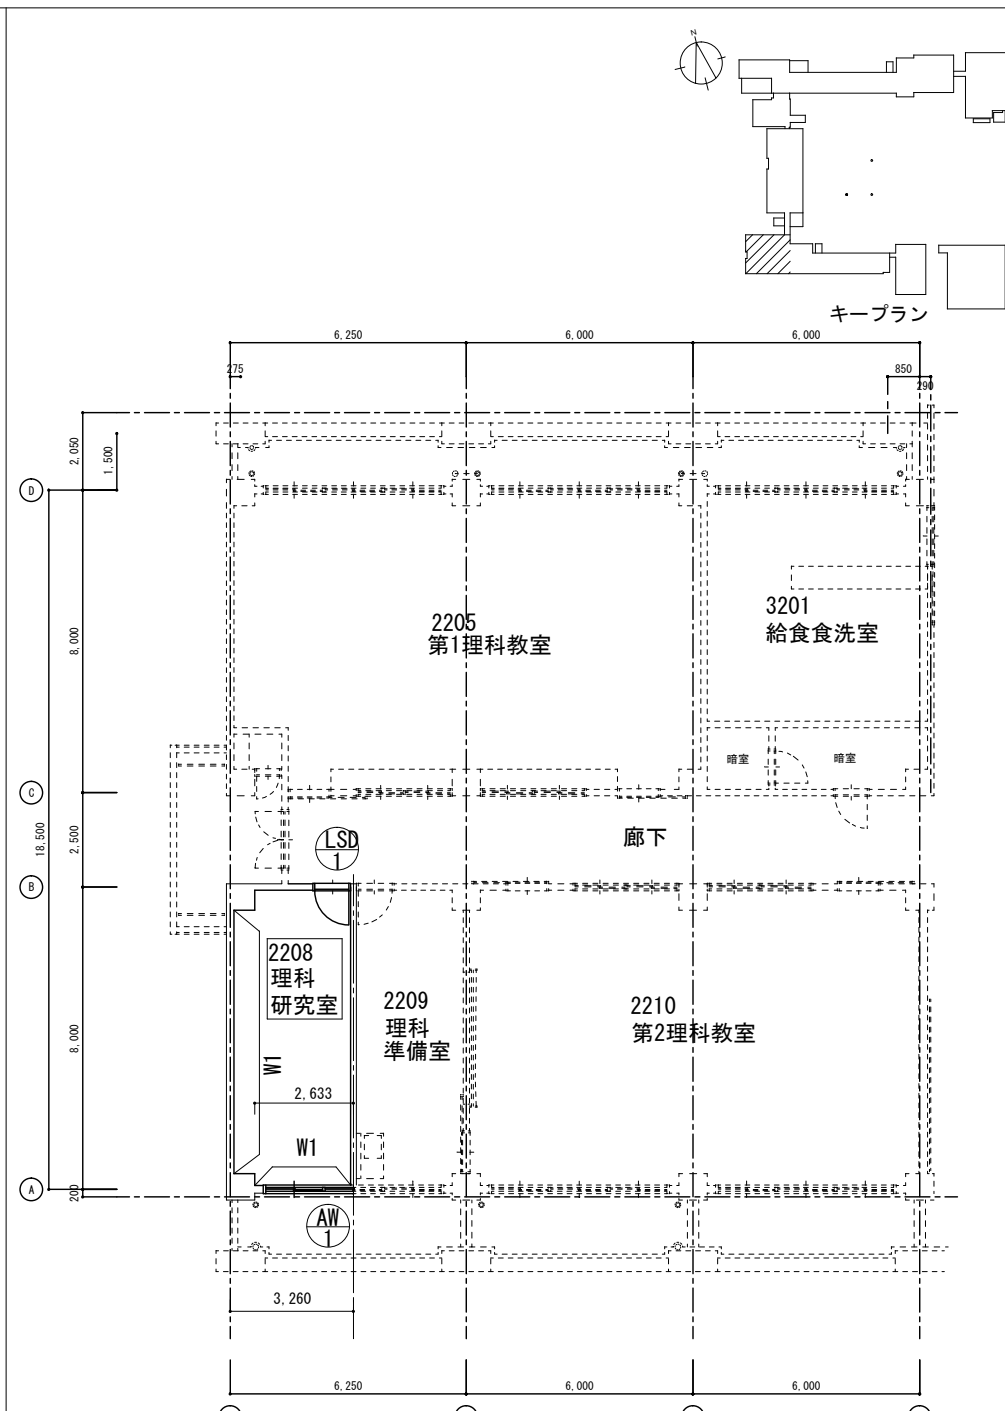 N
キープラン
6,250
6,000
6,000
275
850
290
2,050
1,500
D
8,000
2205
第1理科教室
3201
給食食洗室
暗室
暗室
C
18,500
2,500
廊下
LSD
1
B
2208
理科
研究室
2209
理科
準備室
2210
第2理科教室
8,000
W1
2,633
W1
A
200
AW
1
3,260
6,250
6,000
6,000